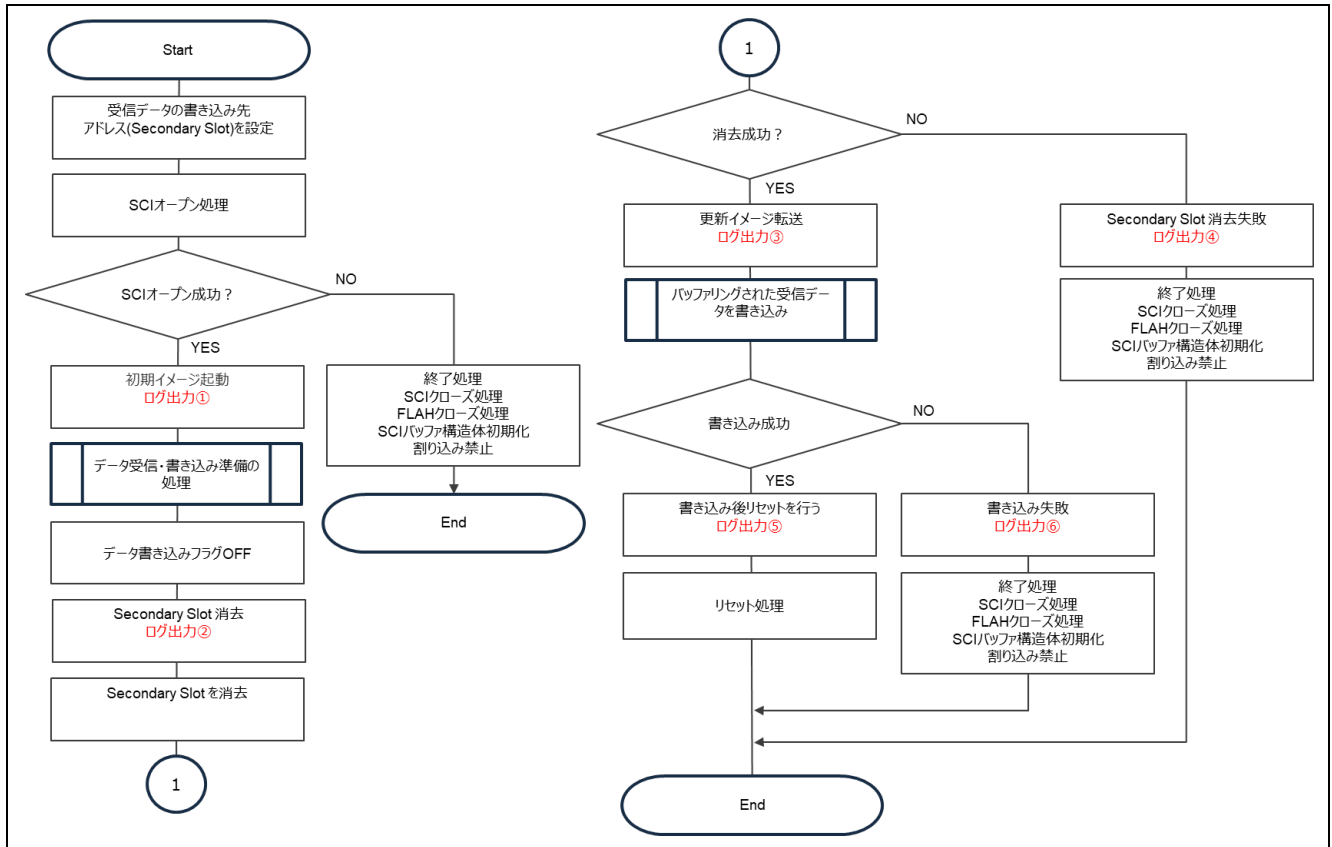 Start
受信データの書き込み先
アドレス(Secondary Slot)を設定
SCIオープン処理
SCIオープン成功？
NO
YES
初期イメージ起動
ログ出力①
データ受信・書き込み準備の
処理
データ書き込みフラグOFF
Secondary Slot 消去
ログ出力②
Secondary Slot を消去
1
終了処理
SCIクローズ処理
FLAHクローズ処理
SCIバッファ構造体初期化
割り込み禁止
End
1
消去成功？
NO
YES
更新イメージ転送
ログ出力③
バッファリングされた受信デー
タを書き込み
書き込み成功
NO
YES
書き込み後リセットを行う
ログ出力⑤
リセット処理
書き込み失敗
ログ出力⑥
終了処理
SCIクローズ処理
FLAHクローズ処理
SCIバッファ構造体初期化
割り込み禁止
Secondary Slot 消去失敗
ログ出力④
終了処理
SCIクローズ処理
FLAHクローズ処理
SCIバッファ構造体初期化
割り込み禁止
End